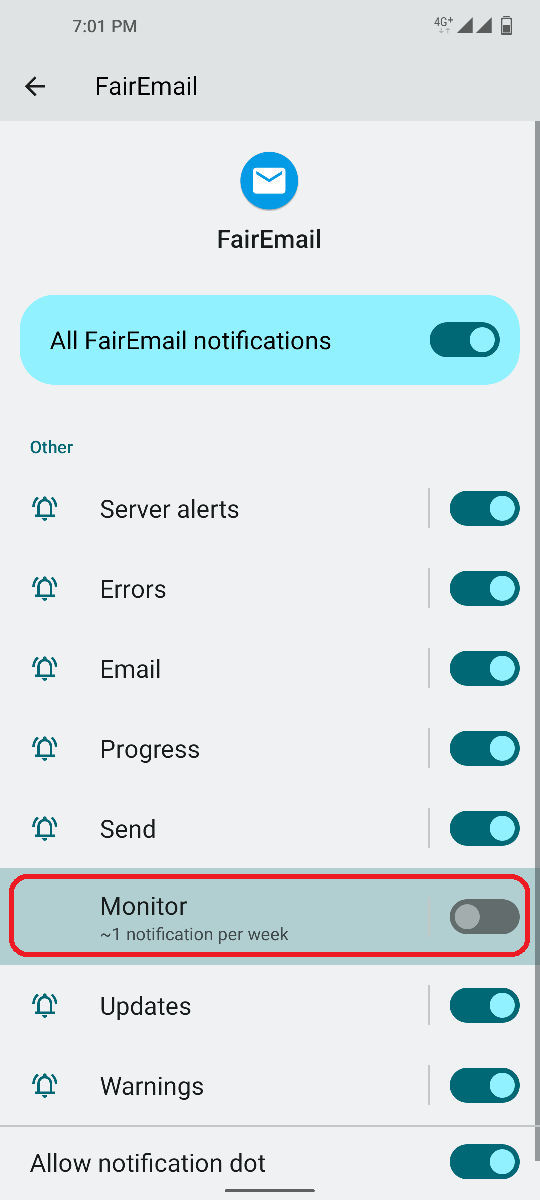 7:01 PM
4G+
FairEmail
FairEmail
All FairEmail notifications
Other
Server alerts
Errors
Email
Progress
Send
Monitor
~1 notification per week
Updates
Warnings
Allow notification dot